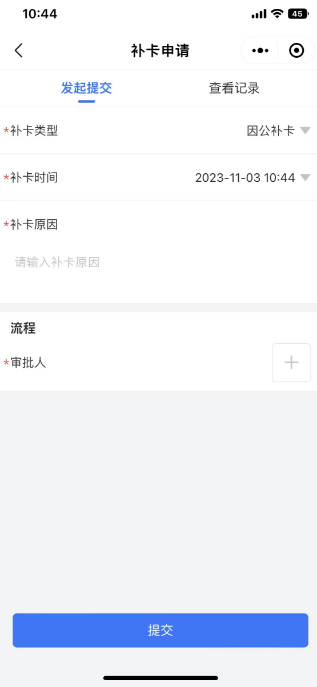 10:44
45
补卡申请
发起提交
查看记录
*补卡类型
因公补卡
*补卡时间
2023-11-03 10:44
*补卡原因
请输入补卡原因
流程
*审批人
提交